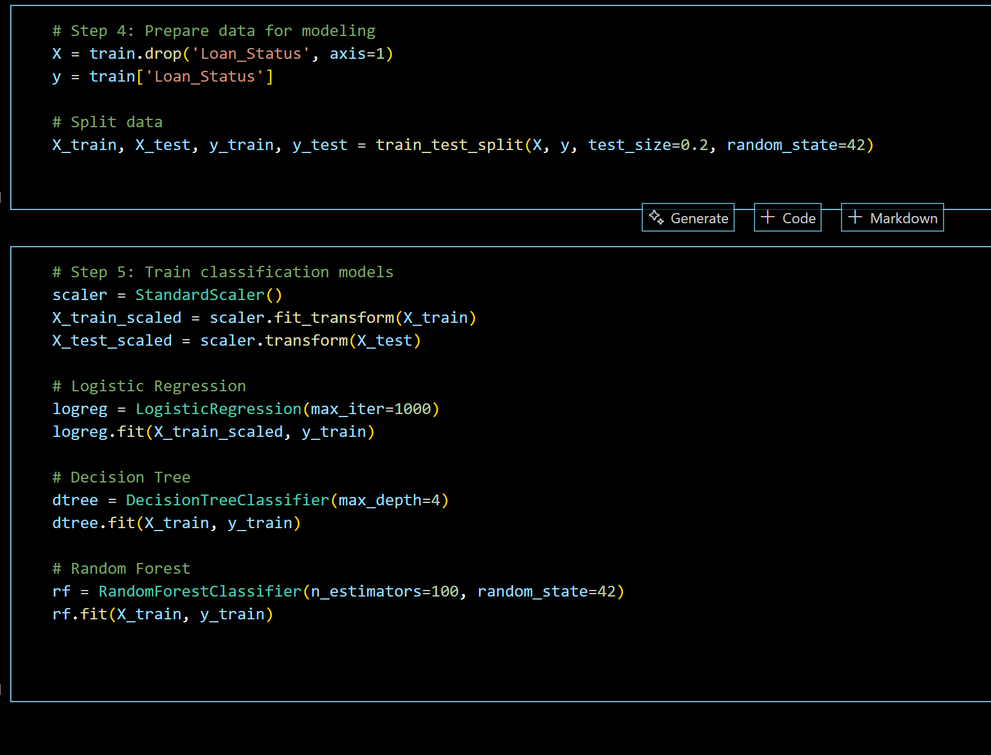 # Step 4: Prepare data for modeling
X = train.drop('Loan_Status', axis=1)
y = train['Loan_Status']
# Split data
X_train, X_test, y_train, y_test = train_test_split(X, y, test_size=0.2, random_state=42)
Generate
Code
Markdown
# Step 5: Train classification models
scaler = StandardScaler()
X_train_scaled = scaler.fit_transform(X_train)
X_test_scaled = scaler.transform(X_test)
# Logistic Regression
logreg = LogisticRegression(max_iter=1000)
logreg.fit(X_train_scaled, y_train)
# Decision Tree
dtree = DecisionTreeClassifier(max_depth=4)
dtree.fit(X_train, y_train)
# Random Forest
rf = RandomForestClassifier(n_estimators=100, random_state=42)
rf.fit(X_train, y_train)